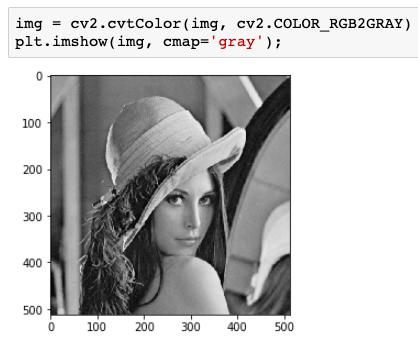 img = cv2.cvtColor(img, cv2.COLOR_RGB2GRAY)
plt.imshow(img, cmap='gray');
0
100
200
300
400
500
0 100 200 300 400 500